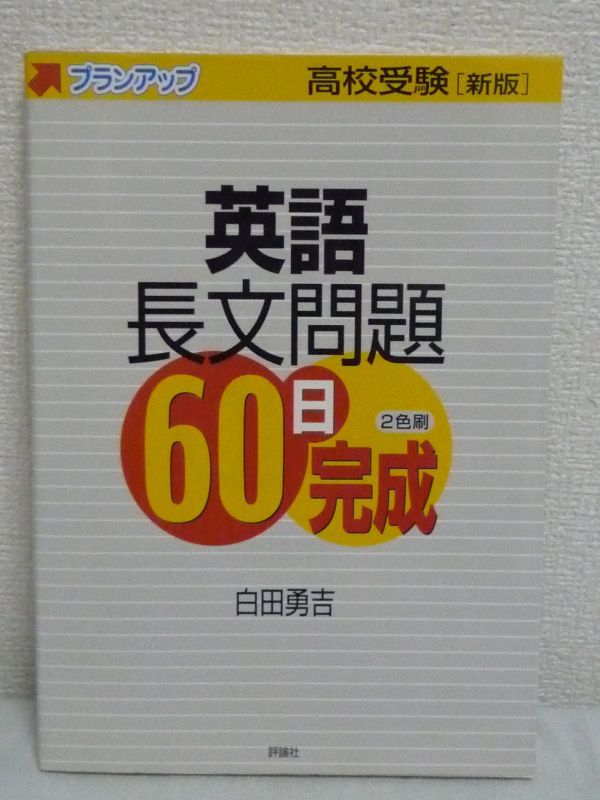 プランアップ
高校受験[新版]
英語
長文問題
60日
2色刷
完成
白田勇吉
評論社